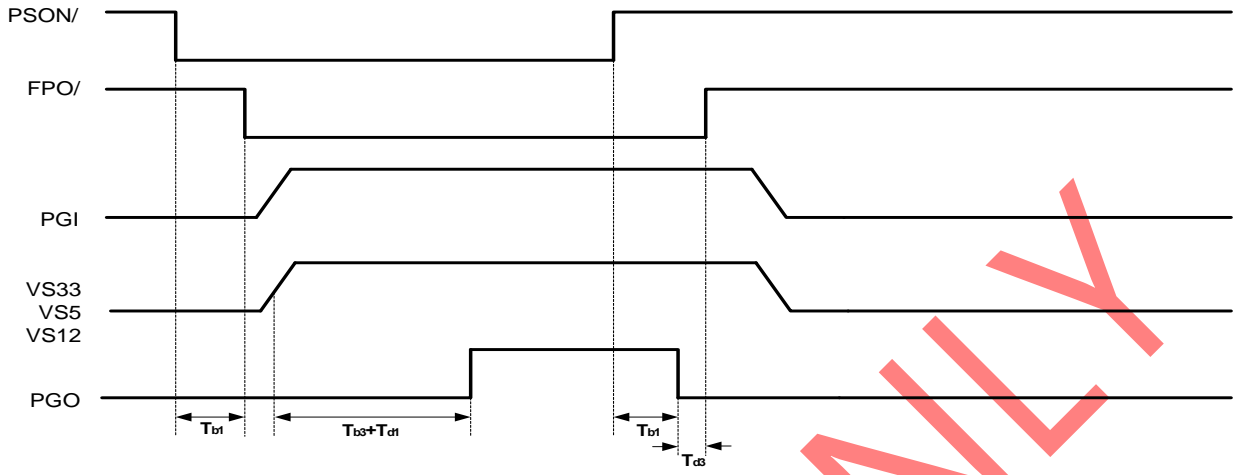 PSON/
FPO/
PGI
VS33
VS5
VS12
PGO
Tb1
Tb3+Td1
Tb1
Td3
NLY